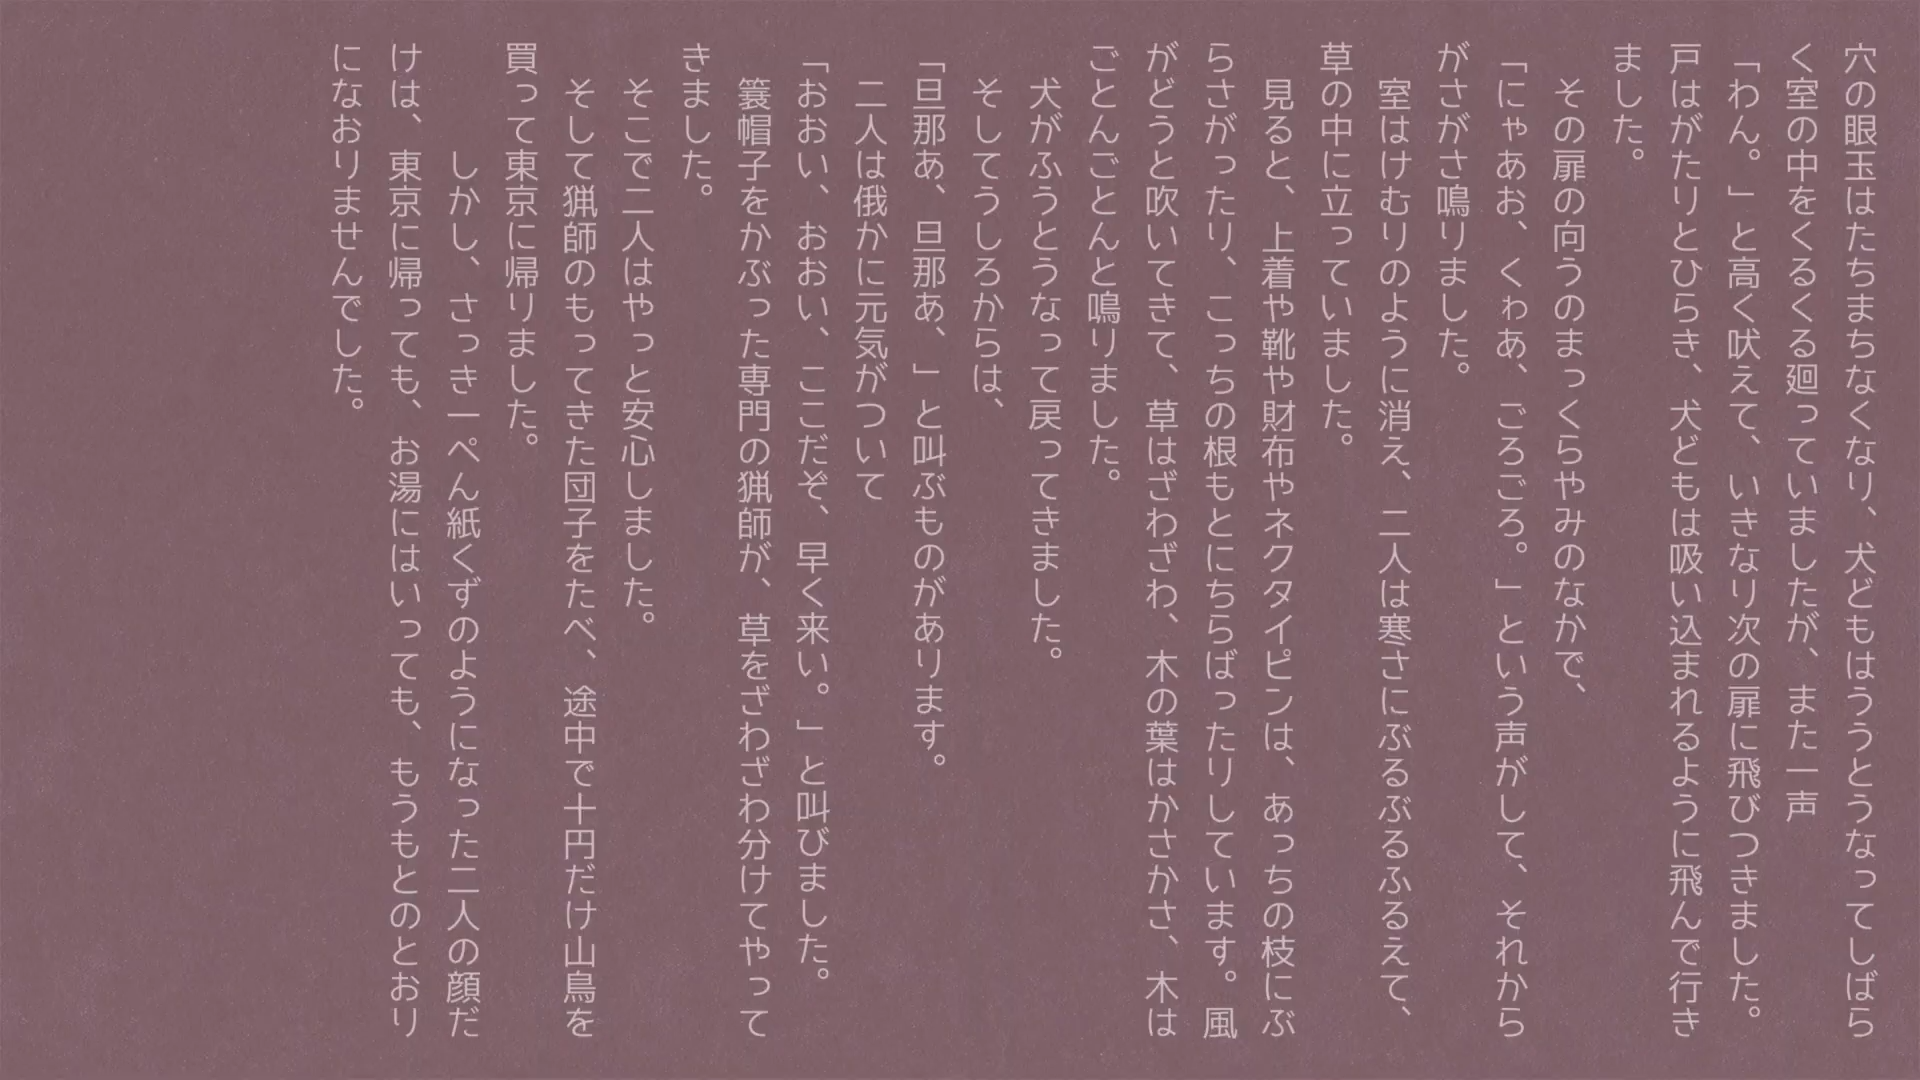 穴の眼玉はたちまちなくなり、犬どもはううとうなってしばら
く室の中をくるくる廻っていましたが、また一声
「わん。」と高く吠えて、いきなり次の扉に飛びつきました。
戸はがたりとひらき、犬どもは吸い込まれるように飛んで行き
ました。
その扉の向うのまっくらやみのなかで、
「にゃあお、くゎあ、ごろごろ。」という声がして、それから
がさがさ鳴りました。
室はけむりのように消え、二人は寒さにぶるぶるふるえて、
草の中に立っていました。
見ると、上着や靴や財布やネクタイピンは、あっちの枝にぶ
らさがったり、こっちの根もとにちらばったりしています。風
がどうと吹いてきて、草はざわざわ、木の葉はかさかさ、木は
ごとんごとんと鳴りました。
犬がふうとうなって戻ってきました。
そしてうしろからは、
「旦那あ、旦那あ、」と叫ぶものがあります。
二人は俄かに元気がついて
「おおい、おおい、ここだぞ、早く来い。」と叫びました。
簔帽子をかぶった専門の猟師が、草をざわざわ分けてやって
きました。
そこで二人はやっと安心しました。
そして猟師のもってきた団子をたべ、途中で十円だけ山鳥を
買って東京に帰りました。
しかし、さっき一ぺん紙くずのようになった二人の顔だ
けは、東京に帰っても、お湯にはいっても、もうもとのとおり
になおりませんでした。